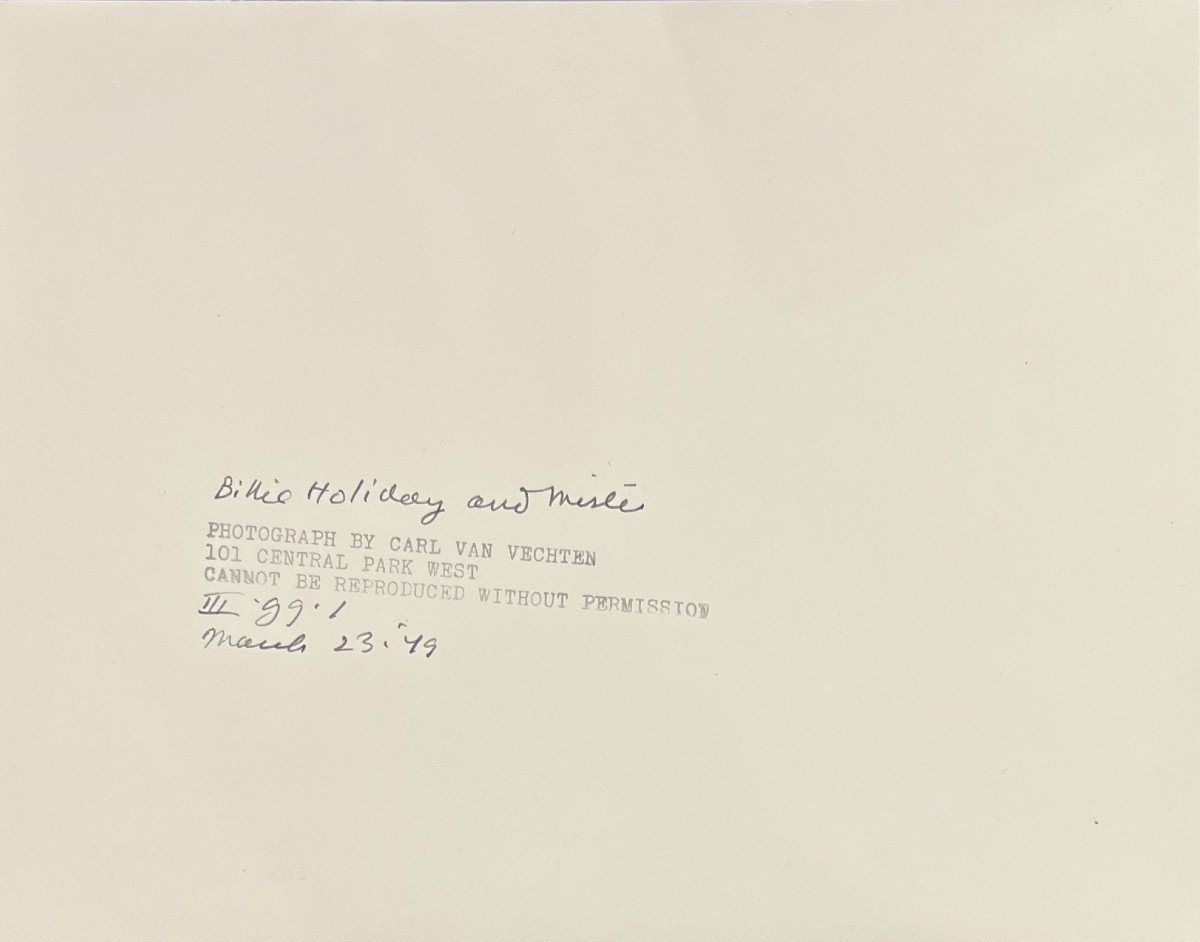 Billie Holiday and Mister
PHOTOGRAPH BY CARL VAN VECHTEN
101 CENTRAL PARK WEST
CANNOT BE REPRODUCED WITHOUT PERMISSION
III gg · 1
March 23. '49